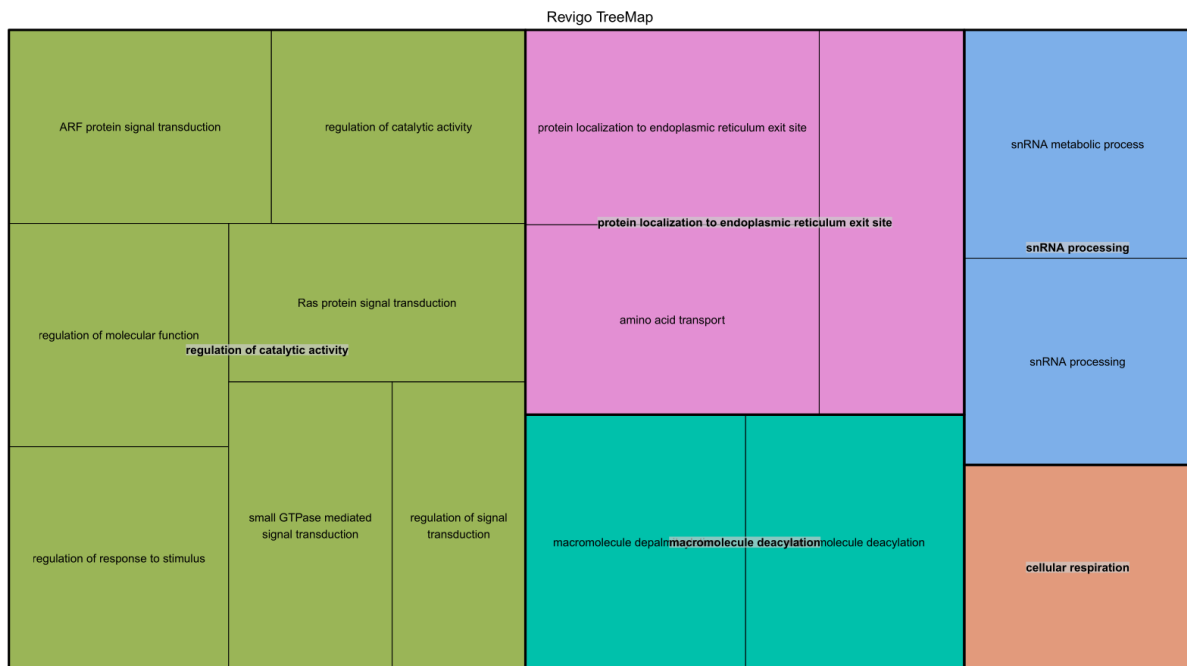 Revigo TreeMap
ARF protein signal transduction
regulation of catalytic activity
protein localization to endoplasmic reticulum exit site
snRNA metabolic process
protein localization to endoplasmic reticulum exit site
snRNA processing
Ras protein signal transduction
amino acid transport
regulation of molecular function
regulation of catalytic activity
snRNA processing
small GTPase mediated
signal transduction
regulation of signal
transduction
regulation of response to stimulus
macromolecule
macromolecule deacylation
deacylation
cellular respiration